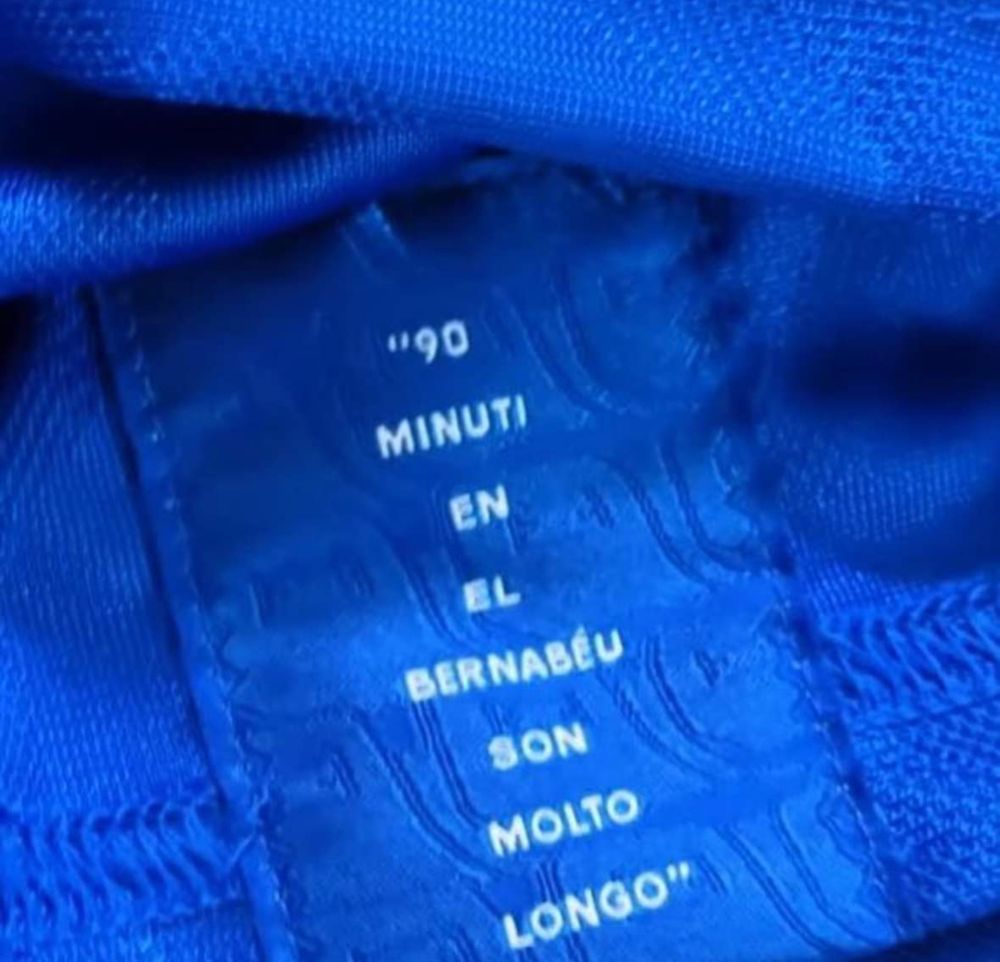 "90
MINUTI
EN
EL
BERNABÉU
SON
MOLTO
LONGO"